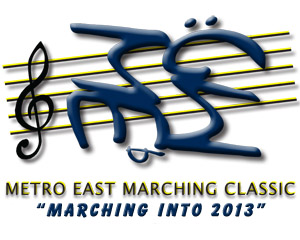 METRO EAST MARCHING CLASSIC
"MARCHING INTO 2013"